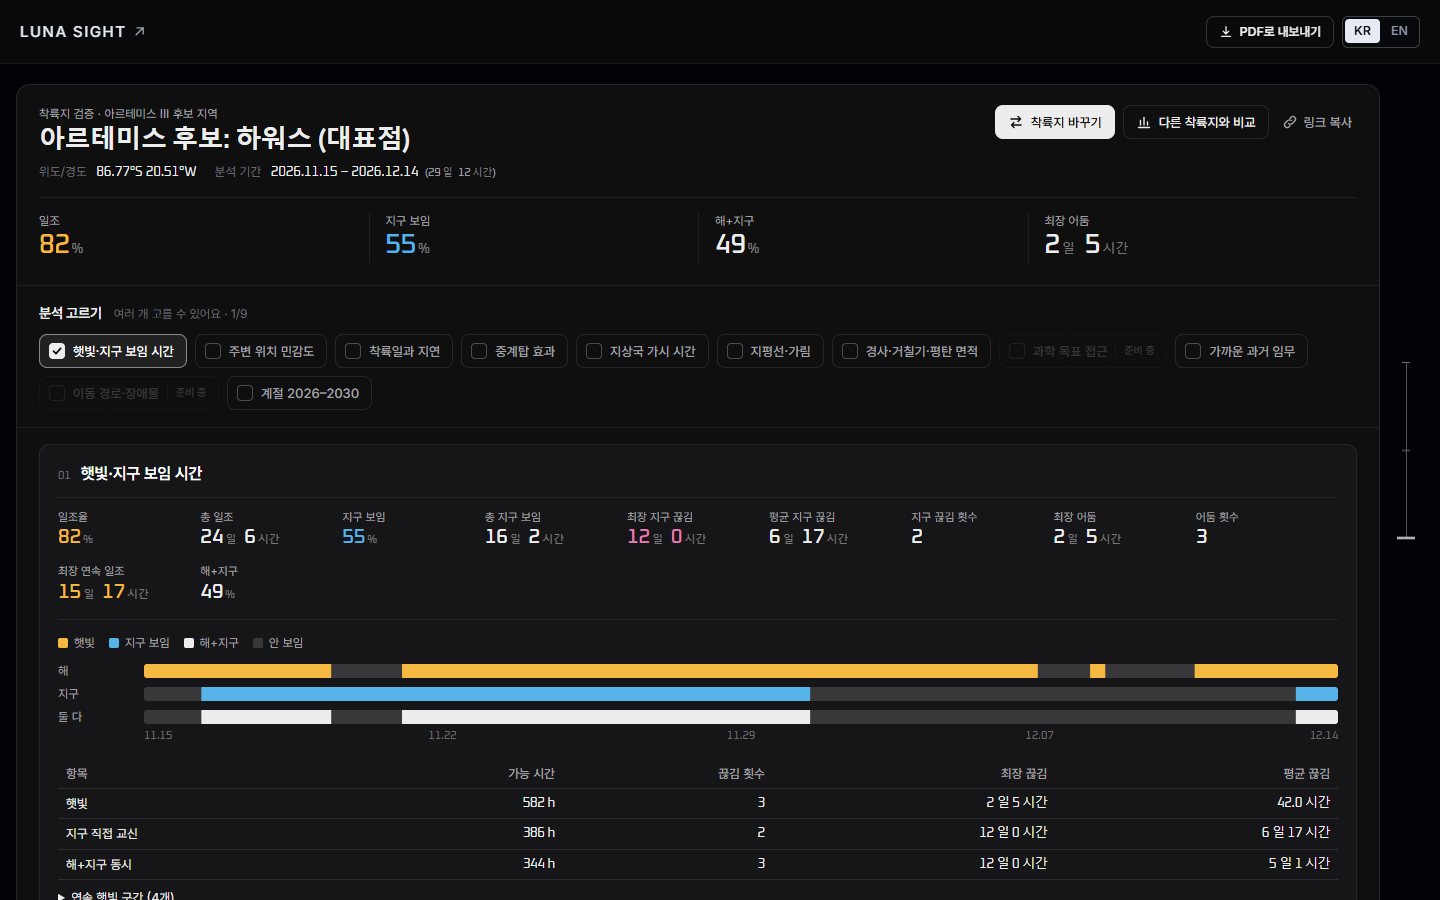 LUNA SIGHT ↗
PDF로 내보내기
KR EN
착륙지 검증 · 아르테미스 III 후보 지역
아르테미스 후보: 하워스 (대표점)
착륙지 바꾸기
다른 착륙지와 비교
링크 복사
위도/경도 86.77°S 20.51°W 분석 기간 2026.11.15 – 2026.12.14 (29 일 12 시간)
일조 지구 보임 해+지구 최장 어둠
82 % 55 % 49 % 2 일 5 시간
분석 고르기 여러 개 고를 수 있어요 · 1/9
햇빛·지구 보임 시간 주변 위치 민감도 착륙일과 지연 중계탑 효과 지상국 가시 시간 지평선·가림 경사·거칠기·평탄 면적 과학 목표 접근 준비 중 가까운 과거 임무
이동 경로·장애물 준비 중 계절 2026–2030
01 햇빛·지구 보임 시간
일조율 총 일조 지구 보임 총 지구 보임 최장 지구 끊김 평균 지구 끊김 지구 끊김 횟수 최장 어둠 어둠 횟수
82 % 24 일 6 시간 55 % 16 일 2 시간 12 일 0 시간 6 일 17 시간 2 2 일 5 시간 3
최장 연속 일조 해+지구
15 일 17 시간 49 %
햇빛 지구 보임 해+지구 안 보임
해
지구
둘 다
11.15 11.22 11.29 12.07 12.14
항목 가능 시간 끊김 횟수 최장 끊김 평균 끊김
햇빛 582 h 3 2 일 5 시간 42.0 시간
지구 직접 교신 386 h 2 12 일 0 시간 6 일 17 시간
해+지구 동시 344 h 3 12 일 0 시간 5 일 1 시간
▶ 연속 햇빛 구간 (4개)